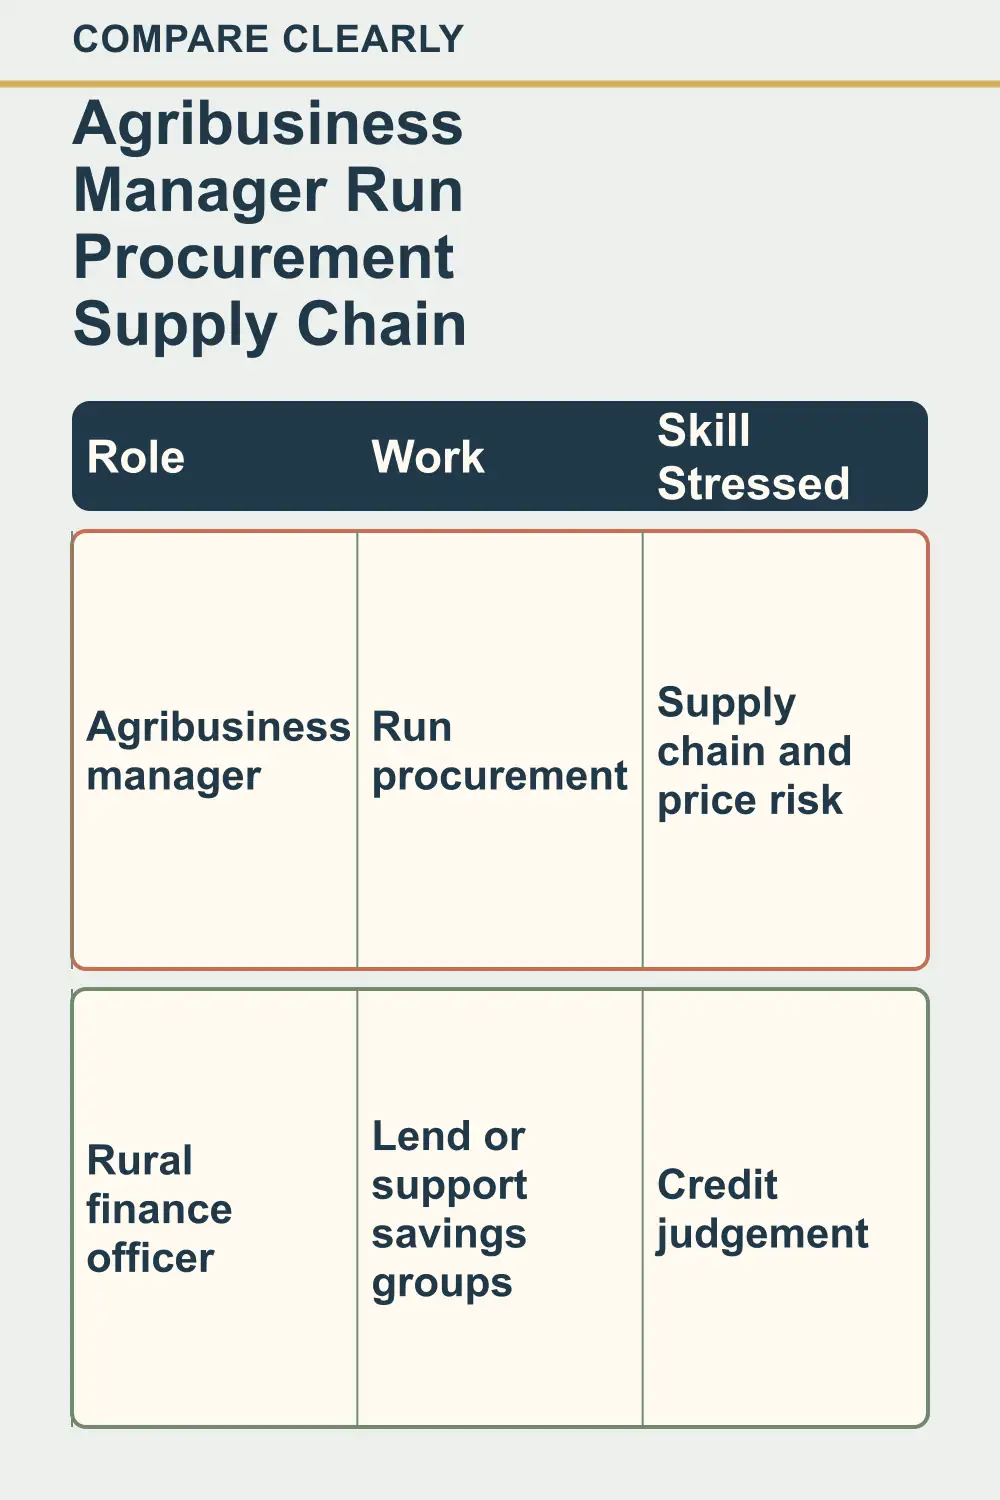 COMPARE CLEARLY
Agribusiness
Manager Run
Procurement
Supply Chain
Role
Work
Skill
Stressed
Agribusiness
manager
Run
procurement
Supply
chain and
price risk
Rural
finance
officer
Lend or
support
savings
groups
Credit
judgement